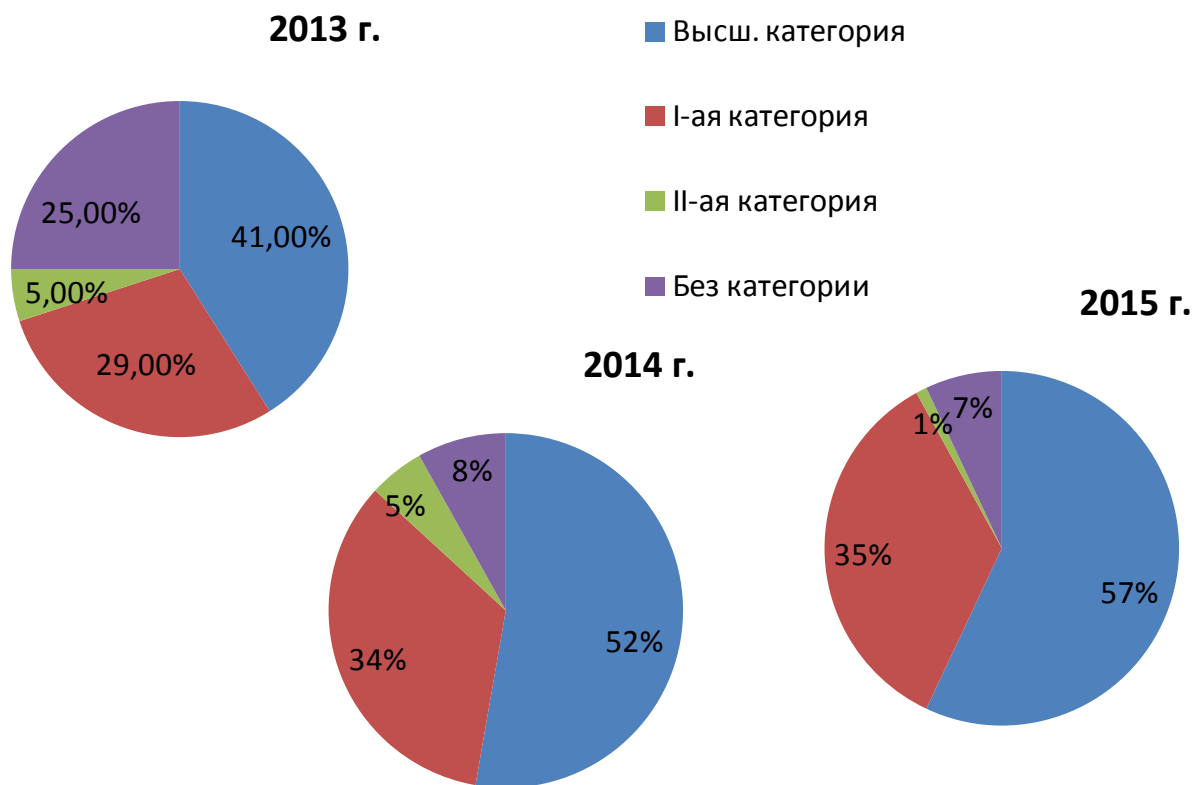 2013 г.
Высш. категория
I-ая категория
II-ая категория
Без категории
25,00%
41,00%
5,00%
29,00%
2014 г.
8%
5%
34%
52%
2015 г.
7%
1%
35%
57%